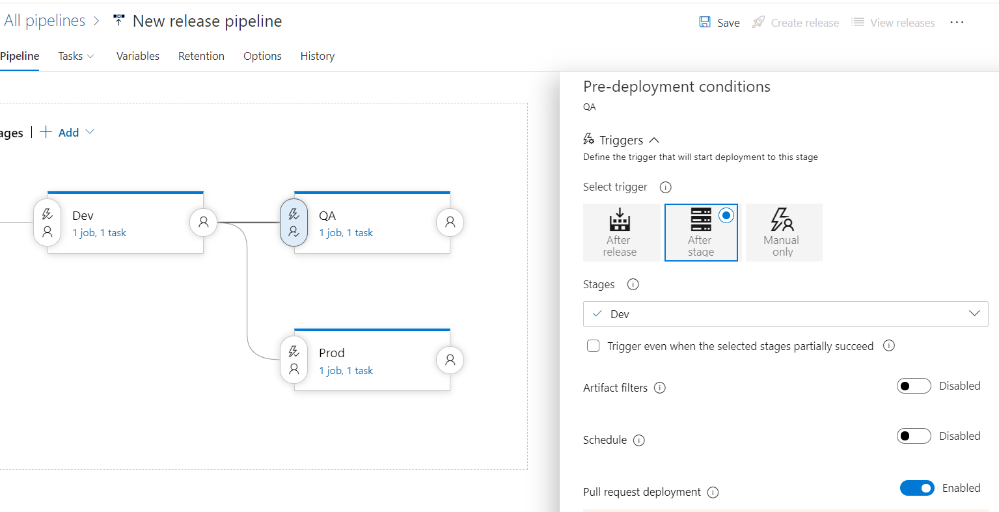 All pipelines > New release pipeline
Save Create release View releases ...
Pipeline Tasks Variables Retention Options History
Pre-deployment conditions
QA
ages | + Add
Triggers
Define the trigger that will start deployment to this stage
Select trigger
After
release
After
stage
Manual
only
Dev
1 job, 1 task
QA
1 job, 1 task
Prod
1 job, 1 task
Stages
Dev
Trigger even when the selected stages partially succeed
Artifact filters Disabled
Schedule Disabled
Pull request deployment Enabled